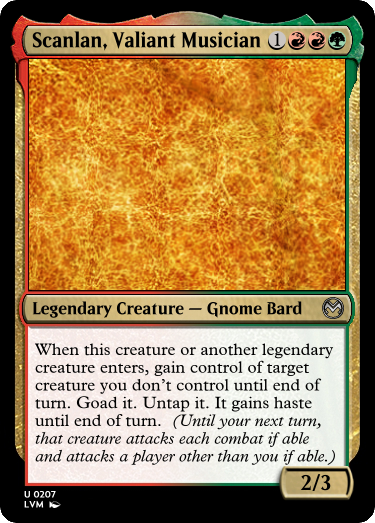 Scanlan, Valiant Musician 1
Legendary Creature — Gnome Bard
When this creature or another legendary
creature enters, gain control of target
creature you don't control until end of
turn. Goad it. Untap it. It gains haste
until end of turn. (Until your next turn,
that creature attacks each combat if able
and attacks a player other than you if able.)
2/3
U 0207
LVM